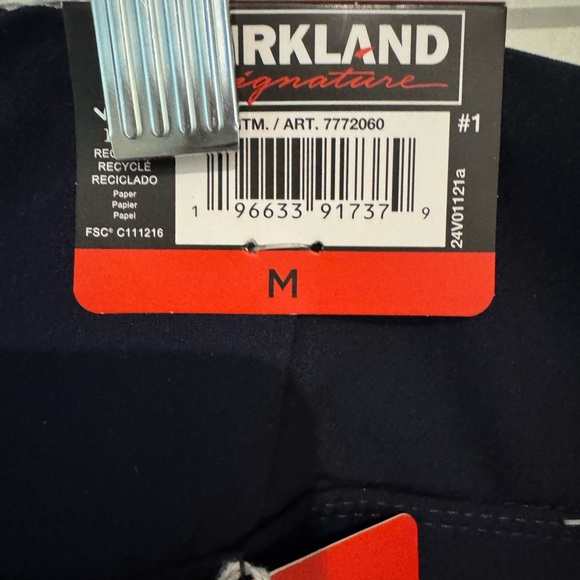 IRKLAND
Signature
TM. / ART. 7772060
#1
RECYCLÉ
RECICLADO
Paper
Papier
Papel
FSC® C111216
1 96633 91737 9
24V01121a
M